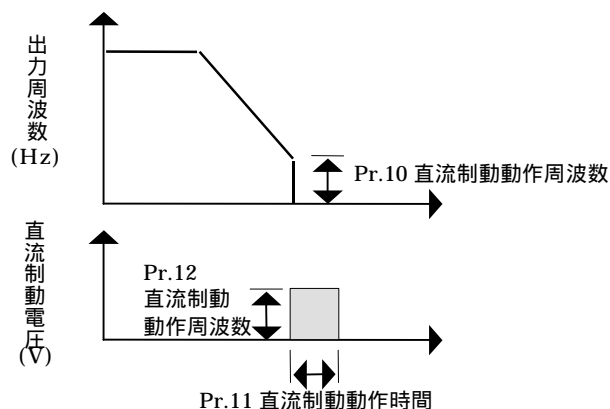 出力周波数
(Hz)
Pr.10 直流制動動作周波数
直流制動電圧
(V)
Pr.12
直流制動
動作周波数
Pr.11 直流制動動作時間